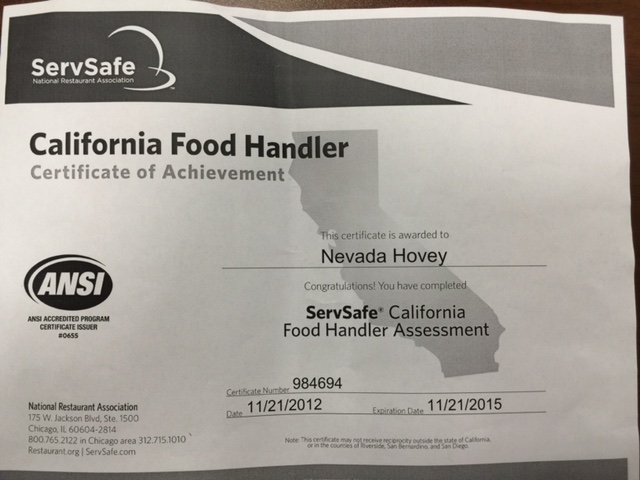 ServSafe
National Restaurant Association
California Food Handler
Certificate of Achievement
This certificate is awarded to
Nevada Hovey
Congratulations! You have completed
ServSafe® California
Food Handler Assessment
ANSI
ANSI ACCREDITED PROGRAM
CERTIFICATE ISSUER
#0655
Certificate Number 984694
Date 11/21/2012 Expiration Date 11/21/2015
National Restaurant Association
175 W. Jackson Blvd, Ste. 1500
Chicago, IL 60604-2814
800.765.2122 in Chicago area 312.715.1010
Restaurant.org | ServSafe.com
Note: This certificate may not receive reciprocity outside the state of California,
or in the counties of Riverside, San Bernardino, and San Diego.